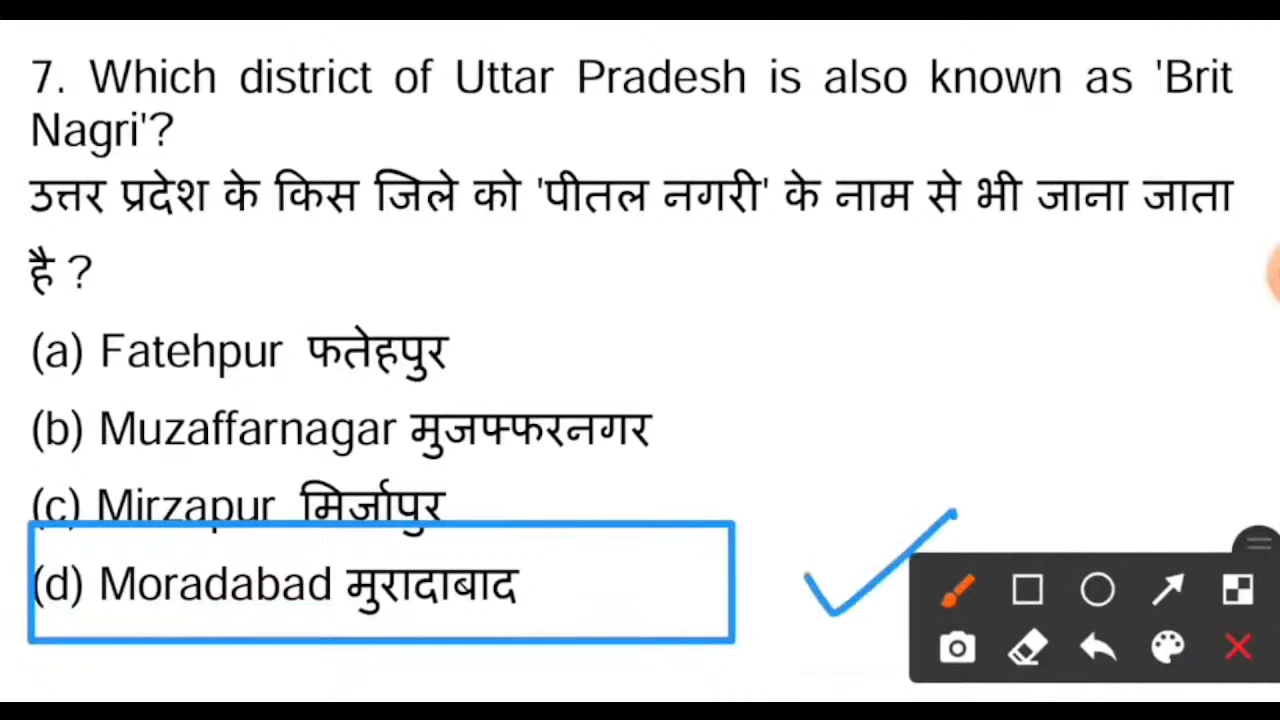 7. Which district of Uttar Pradesh is also known as 'Brit
Nagri'?
उत्तर प्रदेश के किस जिले को 'पीतल नगरी' के नाम से भी जाना जाता
है ?
(a) Fatehpur फतेहपुर
(b) Muzaffarnagar मुजफ्फरनगर
(c) Mirzapur मिर्जापुर
(d) Moradabad मुरादाबाद